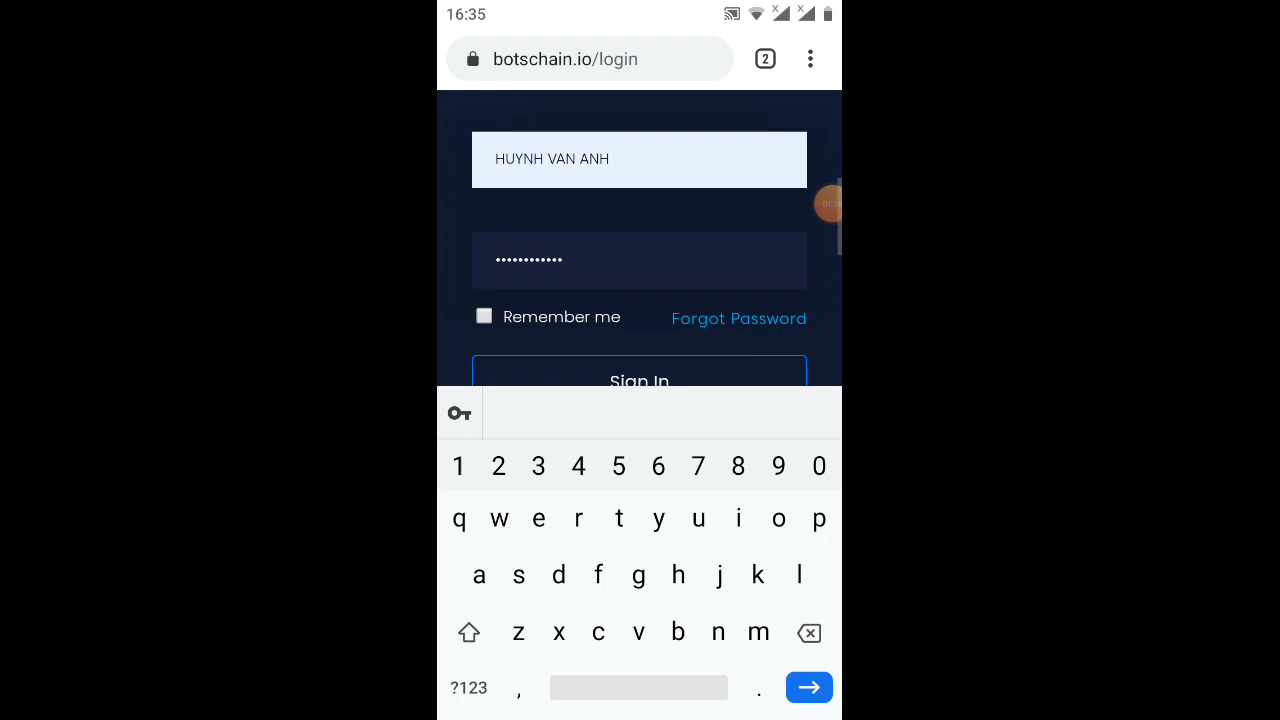 16:35
botschain.io/login
2
HUYNH VAN ANH
••••••••••••
Remember me
Forgot Password
Sign In
1 2 3 4 5 6 7 8 9 0
q w e r t y u i o p
a s d f g h j k l
z x c v b n m
?123 , .